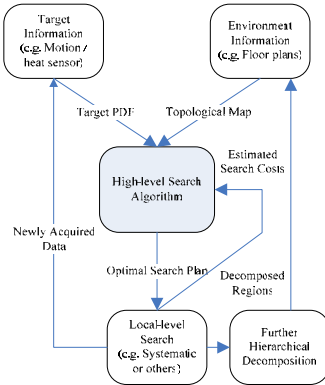 Target
Information
(e.g. Motion /
heat sensor)
Environment
Information
(e.g. Floor plans)
Target PDF
Topological Map
High-level Search
Algorithm
Estimated
Search Costs
Newly Acquired
Data
Optimal Search Plan
Decomposed
Regions
Local-level
Search
(e.g. Systematic
or others)
Further
Hierarchical
Decomposition